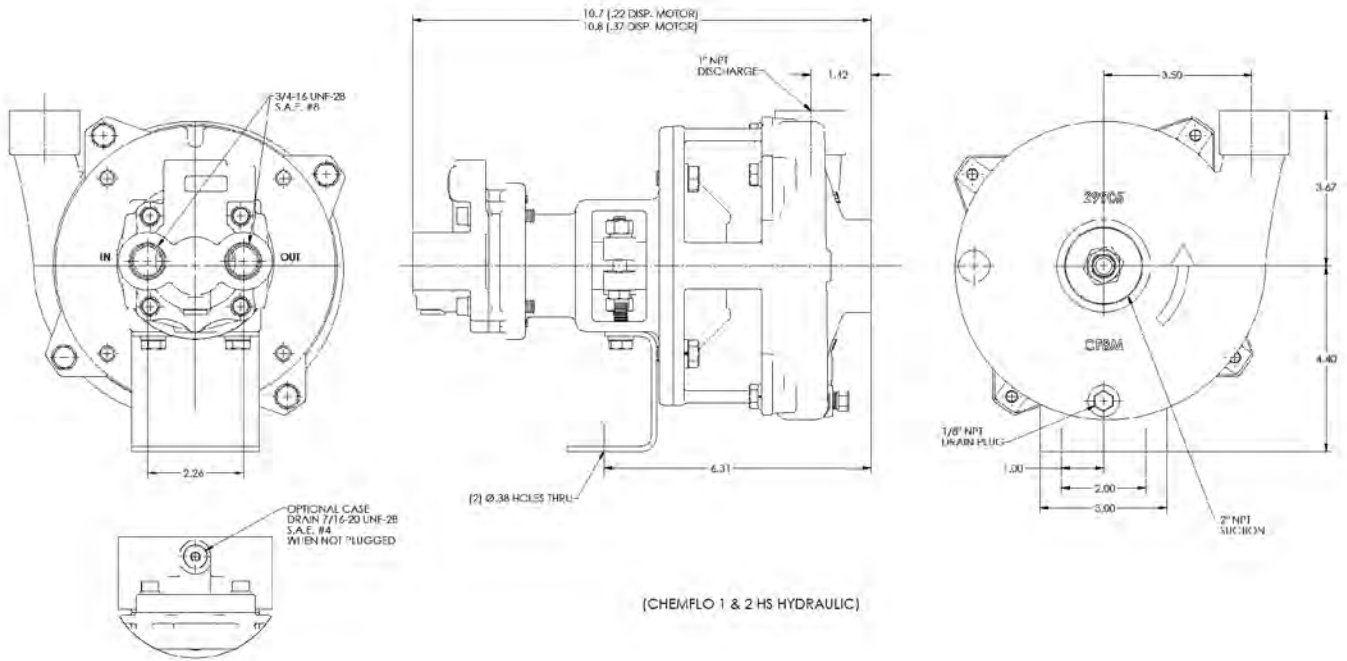 10.7 (.22 DISP. MOTOR)
10.8 (.37 DISP. MOTOR)
1" NPT
DISCHARGE
1.42
3.50
3/4-16 UNF-2B
S.A.E. #8
IN
OUT
29905
3.67
CF&M
4.40
1/8" NPT
DRAIN PLUG
1.00
2.00
3.00
2" NPT
SUCTION
2.26
6.31
(2) Ø.38 HOLES THRU
OPTIONAL CASE
DRAIN 7/16-20 UNF-2B
S.A.E. #4
WHEN NOT PLUGGED
(CHEMFLO 1 & 2 HS HYDRAULIC)